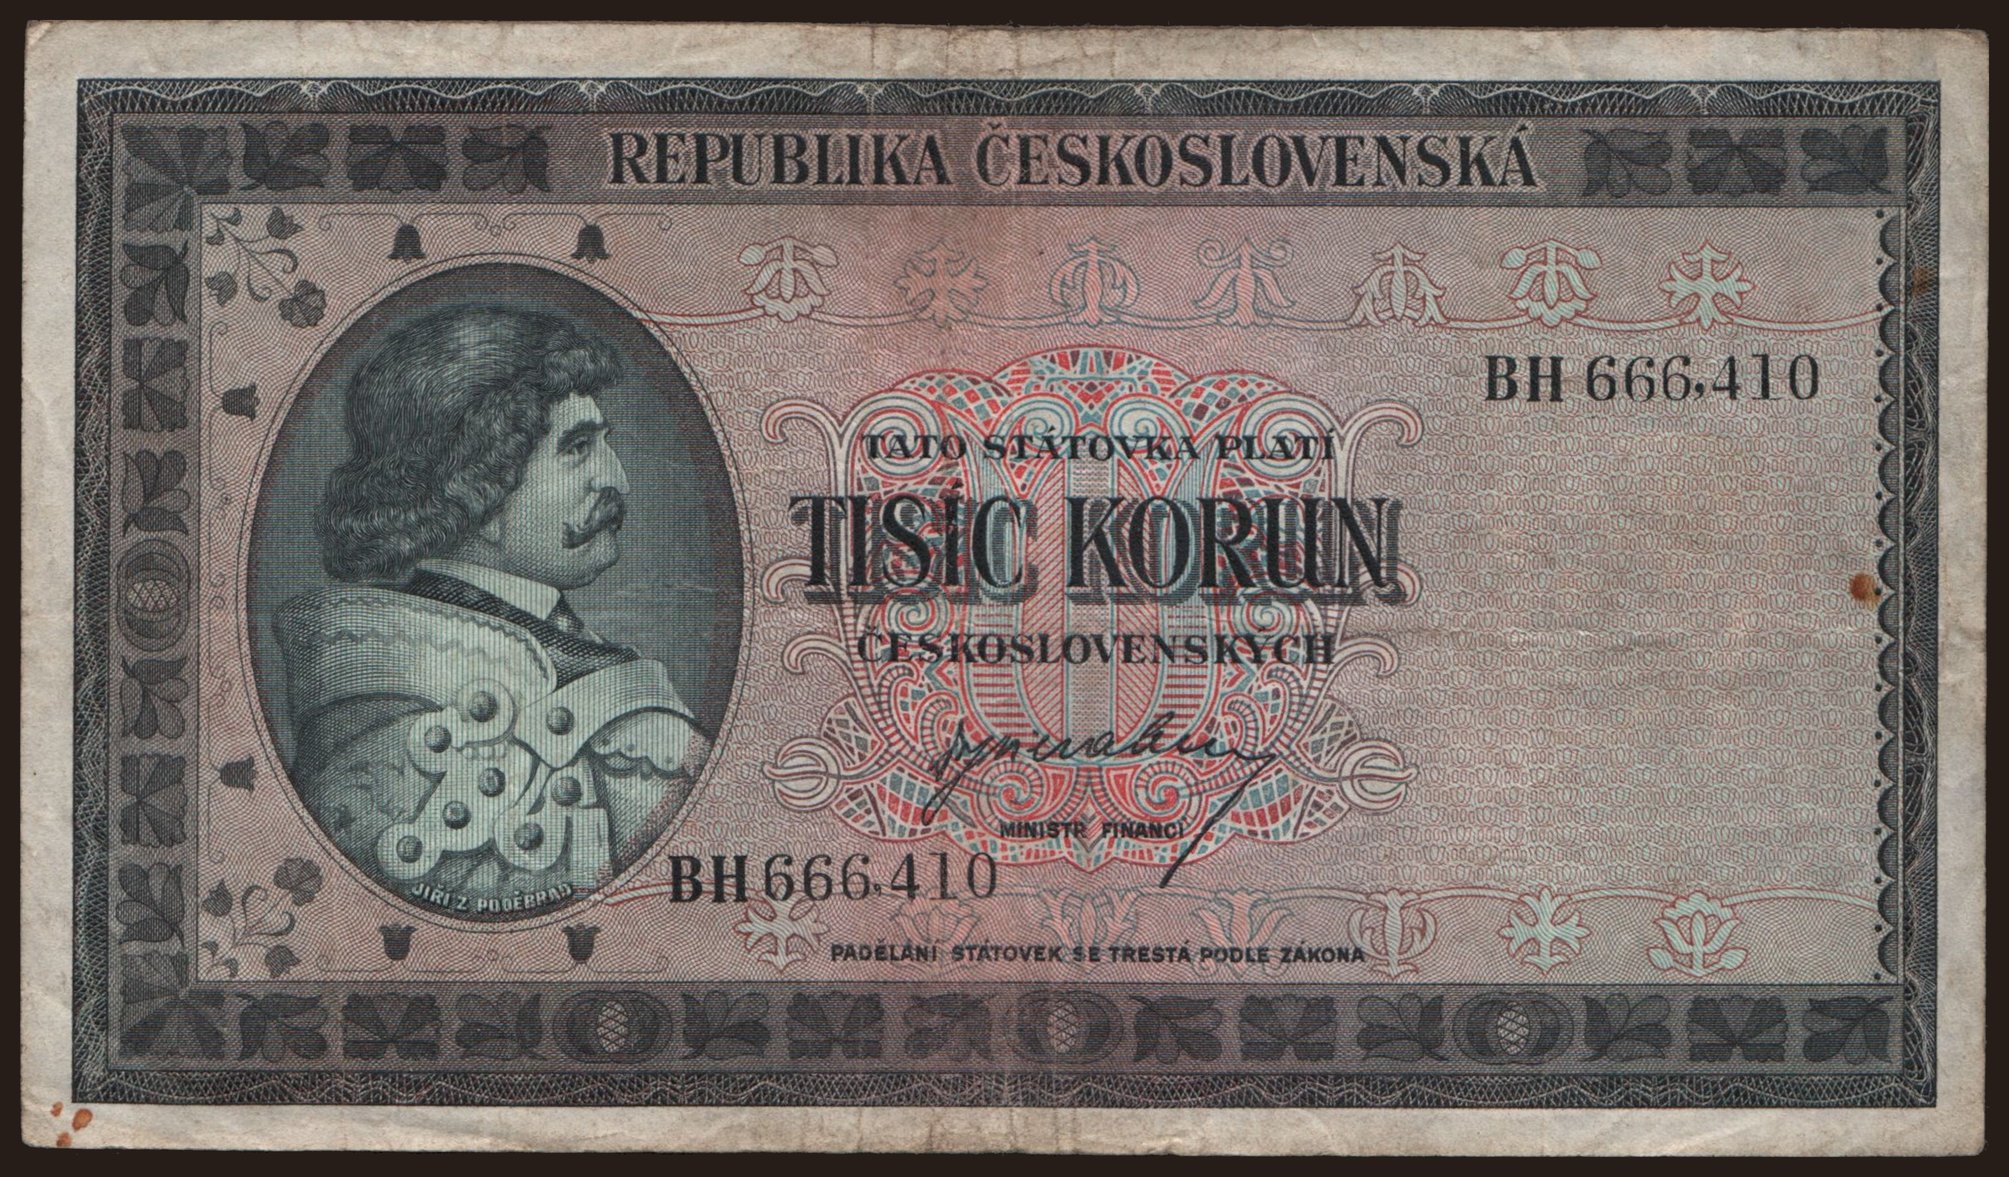 REPUBLIKA ČESKOSLOVENSKÁ
BH 666,410
TATO STÁTOVKA PLATÍ
TISÍC KORUN
ČESKOSLOVENSKÝCH
MINISTR FINANCÍ
BH 666,410
JIŘÍ Z PODĚBRAD
PADĚLÁNÍ STÁTOVEK SE TRESTÁ PODLE ZÁKONA